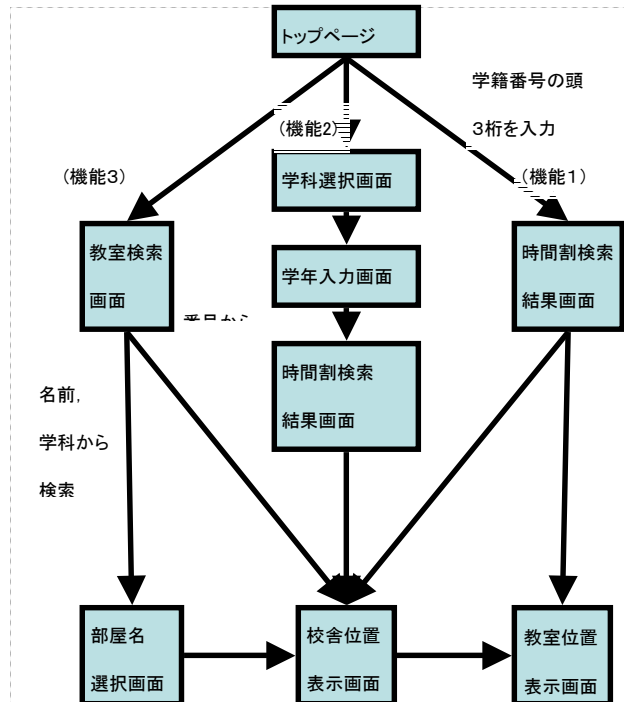 トップページ
学籍番号の頭
3桁を入力
(機能2)
(機能3)
(機能1)
学科選択画面
教室検索
画面
学年入力画面
時間割検索
結果画面
番号から
時間割検索
結果画面
名前,
学科から
検索
部屋名
選択画面
校舎位置
表示画面
教室位置
表示画面